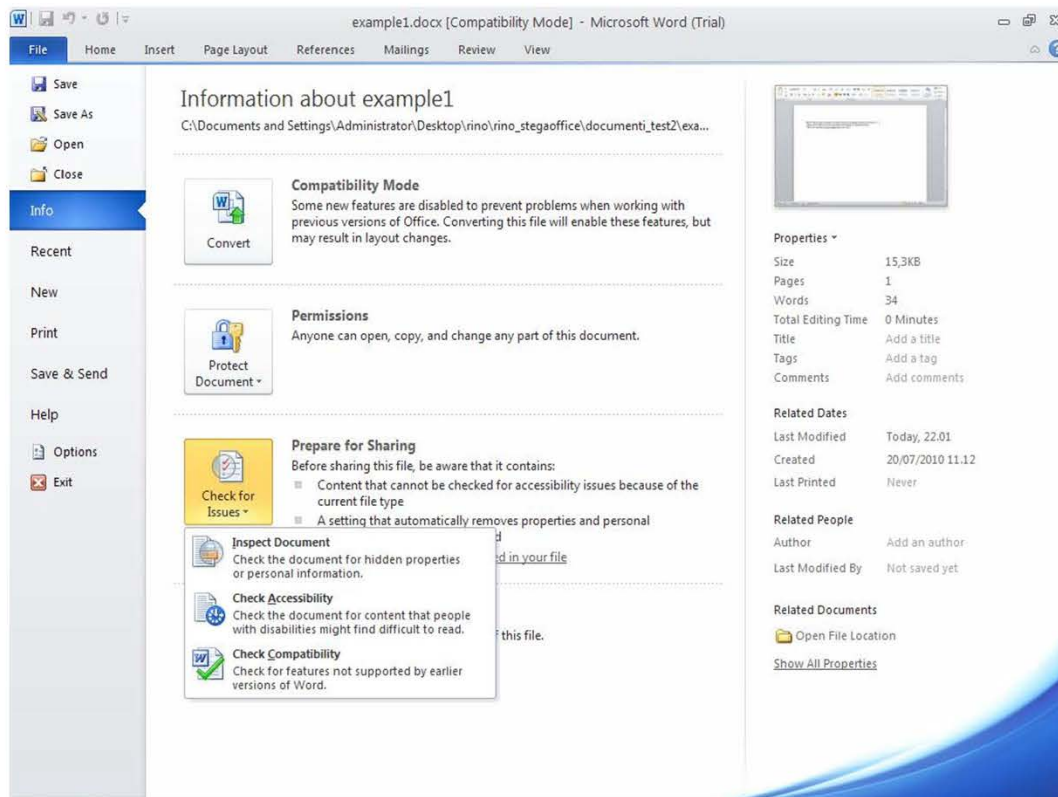 example1.docx [Compatibility Mode] - Microsoft Word (Trial)
File Home Insert Page Layout References Mailings Review View
Save
Save As
Open
Close
Info
Recent
New
Print
Save & Send
Help
Options
Exit
Information about example1
C:\Documents and Settings\Administrator\Desktop\rino\rino_stegaoffice\documenti_test2\exa...
Convert
Compatibility Mode
Some new features are disabled to prevent problems when working with
previous versions of Office. Converting this file will enable these features, but
may result in layout changes.
Protect
Document
Permissions
Anyone can open, copy, and change any part of this document.
Check for
Issues
Prepare for Sharing
Before sharing this file, be aware that it contains:
Content that cannot be checked for accessibility issues because of the
current file type
A setting that automatically removes properties and personal
d
ed in your file
this file.
Inspect Document
Check the document for hidden properties
or personal information.
Check Accessibility
Check the document for content that people
with disabilities might find difficult to read.
Check Compatibility
Check for features not supported by earlier
versions of Word.
Properties
Size 15,3KB
Pages 1
Words 34
Total Editing Time 0 Minutes
Title Add a title
Tags Add a tag
Comments Add comments
Related Dates
Last Modified Today, 22.01
Created 20/07/2010 11.12
Last Printed Never
Related People
Author Add an author
Last Modified By Not saved yet
Related Documents
Open File Location
Show All Properties